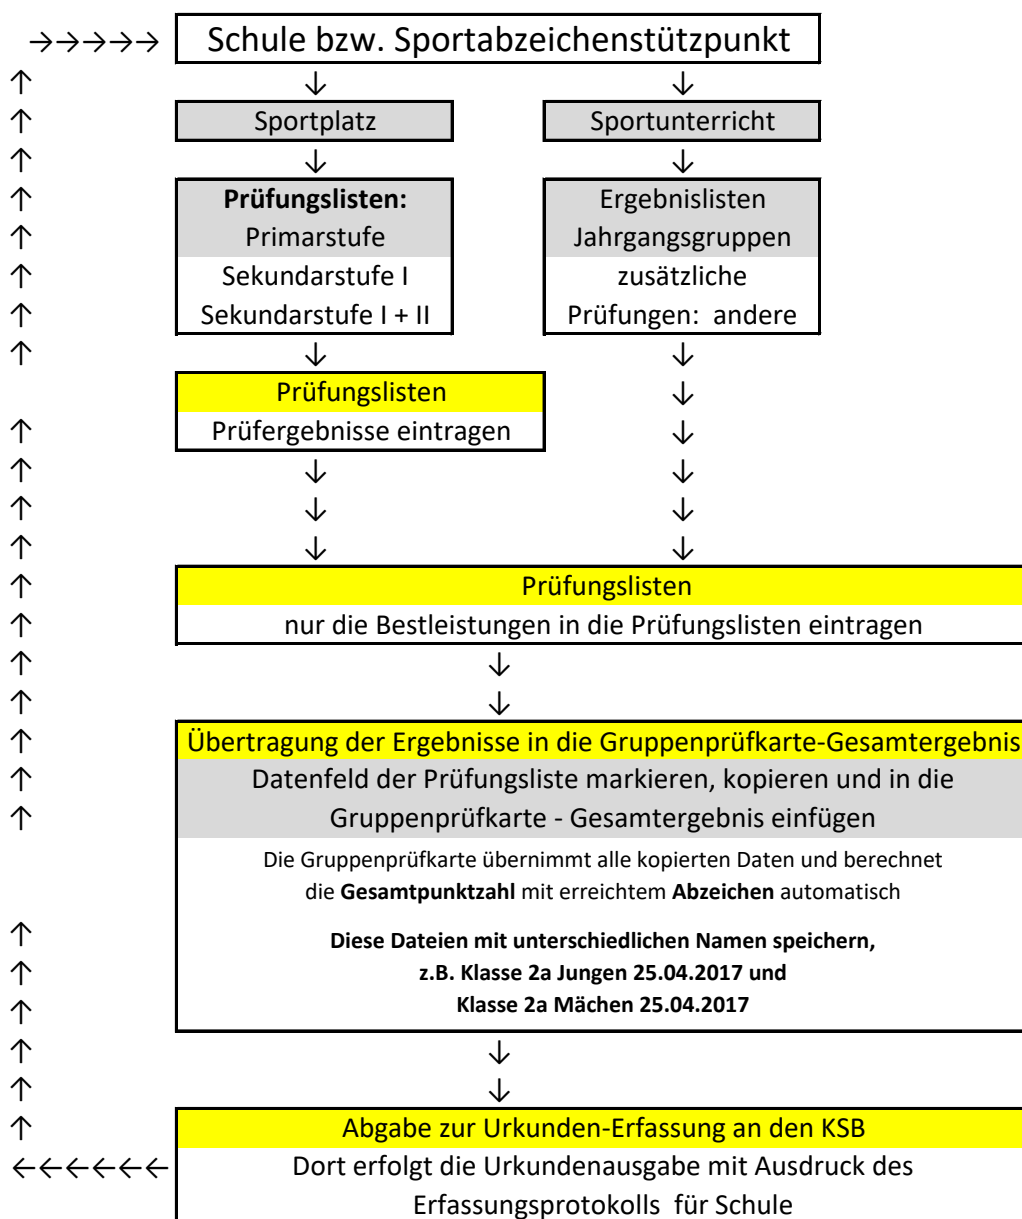 →→→→→ Schule bzw. Sportabzeichenstützpunkt
Sportplatz
Sportunterricht
Prüfungslisten:
Primarstufe
Sekundarstufe I
Sekundarstufe I + II
Ergebnislisten
Jahrgangsgruppen
zusätzliche
Prüfungen: andere
Prüfungslisten
Prüfergebnisse eintragen
Prüfungslisten
nur die Bestleistungen in die Prüfungslisten eintragen
Übertragung der Ergebnisse in die Gruppenprüfkarte-Gesamtergebnis
Datenfeld der Prüfungsliste markieren, kopieren und in die
Gruppenprüfkarte - Gesamtergebnis einfügen
Die Gruppenprüfkarte übernimmt alle kopierten Daten und berechnet
die Gesamtpunktzahl mit erreichtem Abzeichen automatisch
Diese Dateien mit unterschiedlichen Namen speichern,
z.B. Klasse 2a Jungen 25.04.2017 und
Klasse 2a Mächen 25.04.2017
Abgabe zur Urkunden-Erfassung an den KSB
←←←←←← Dort erfolgt die Urkundenausgabe mit Ausdruck des
Erfassungsprotokolls für Schule